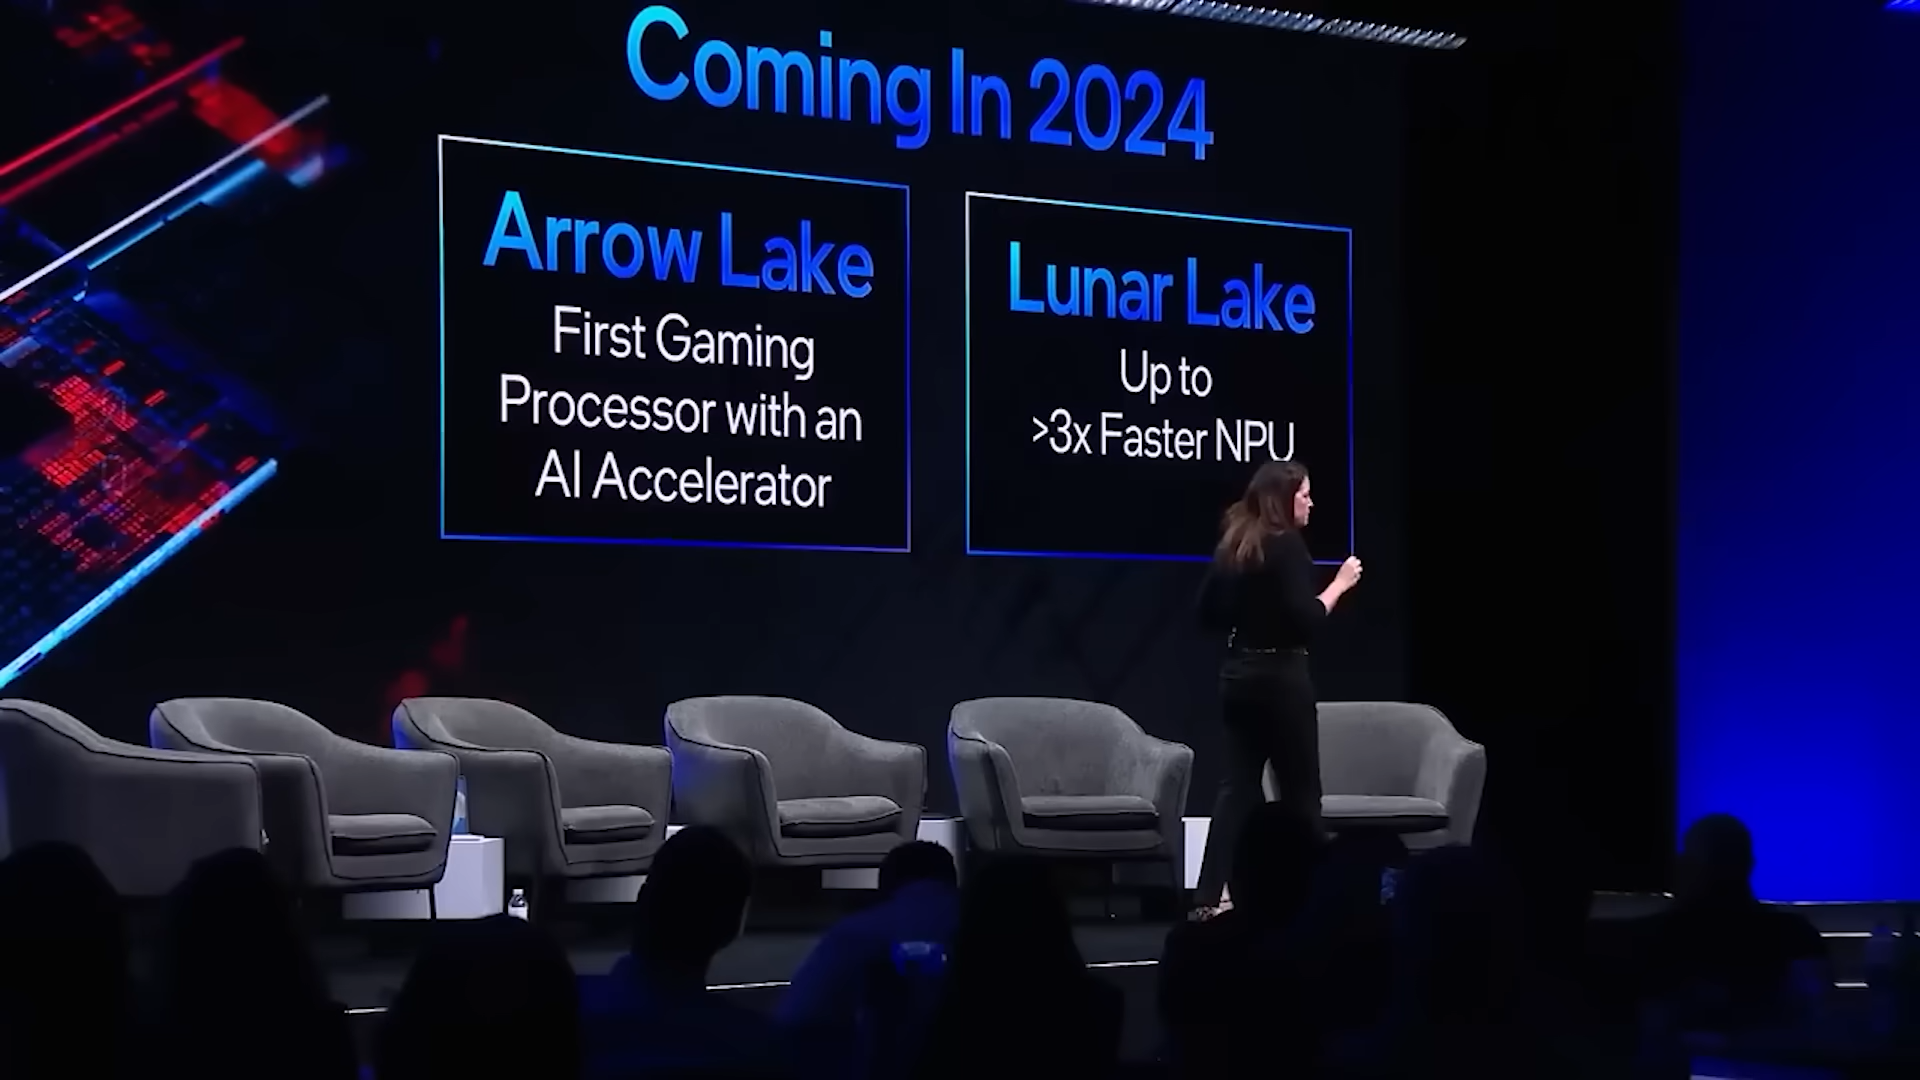 Coming In 2024
Arrow Lake
First Gaming
Processor with an
AI Accelerator
Lunar Lake
Up to
>3x Faster NPU